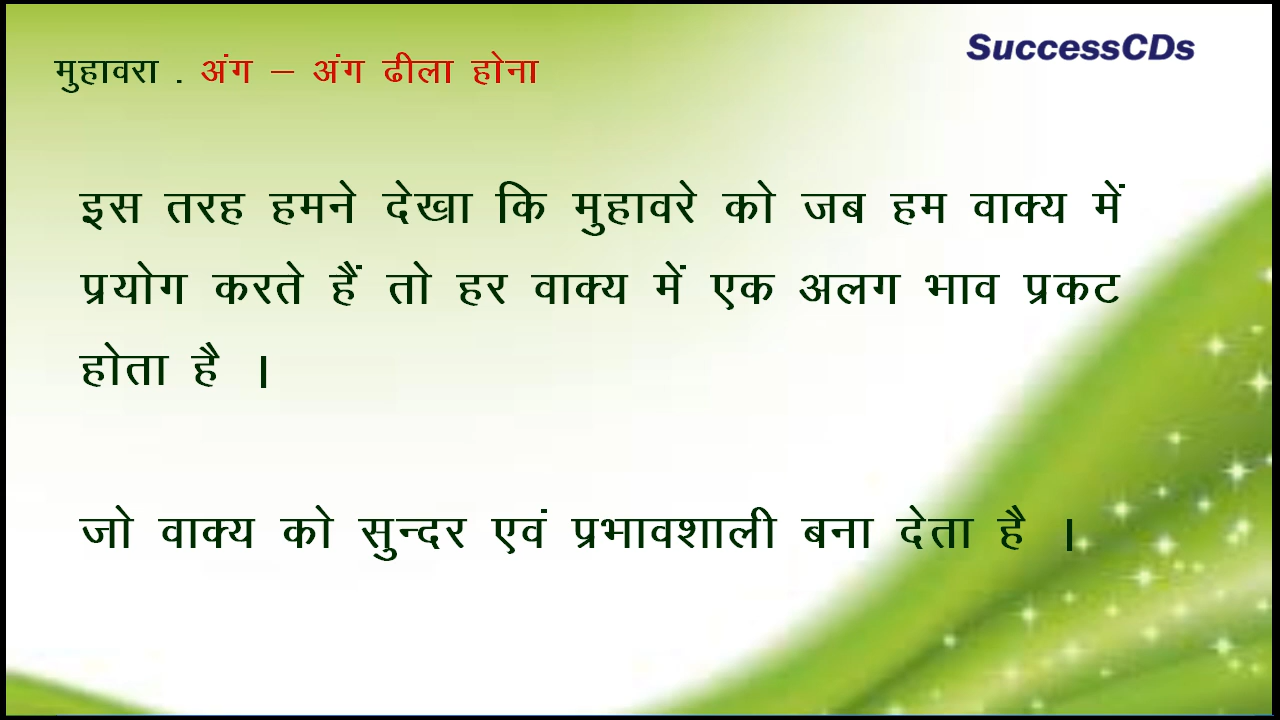 SuccessCDs
मुहावरा . अंग – अंग ढीला होना
इस तरह हमने देखा कि मुहावरे को जब हम वाक्य में
प्रयोग करते हैं तो हर वाक्य में एक अलग भाव प्रकट
होता है ।
जो वाक्य को सुन्दर एवं प्रभावशाली बना देता है ।